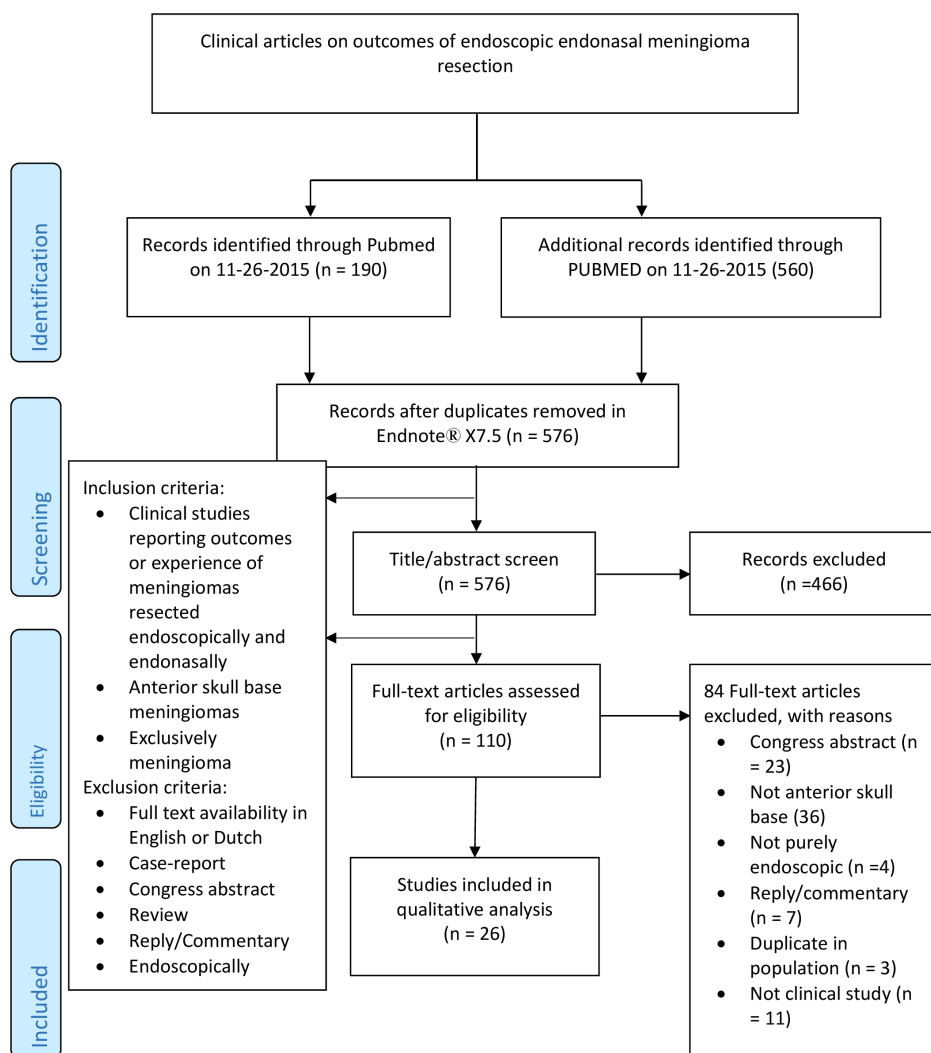 Clinical articles on outcomes of endoscopic endonasal meningioma
resection
Identification
Records identified through Pubmed
on 11-26-2015 (n = 190)
Additional records identified through
PUBMED on 11-26-2015 (560)
Records after duplicates removed in
Endnote® X7.5 (n = 576)
Screening
Inclusion criteria:
• Clinical studies
reporting outcomes
or experience of
meningiomas
resected
endoscopically and
endonasally
• Anterior skull base
meningiomas
• Exclusively
meningioma
Exclusion criteria:
• Full text availability in
English or Dutch
• Case-report
• Congress abstract
• Review
• Reply/Commentary
• Endoscopically
Title/abstract screen
(n = 576)
Records excluded
(n =466)
Eligibility
Full-text articles assessed
for eligibility
(n = 110)
84 Full-text articles
excluded, with reasons
• Congress abstract (n
= 23)
• Not anterior skull
base (36)
• Not purely
endoscopic (n =4)
• Reply/commentary
(n = 7)
• Duplicate in
population (n = 3)
• Not clinical study (n
= 11)
Included
Studies included in
qualitative analysis
(n = 26)